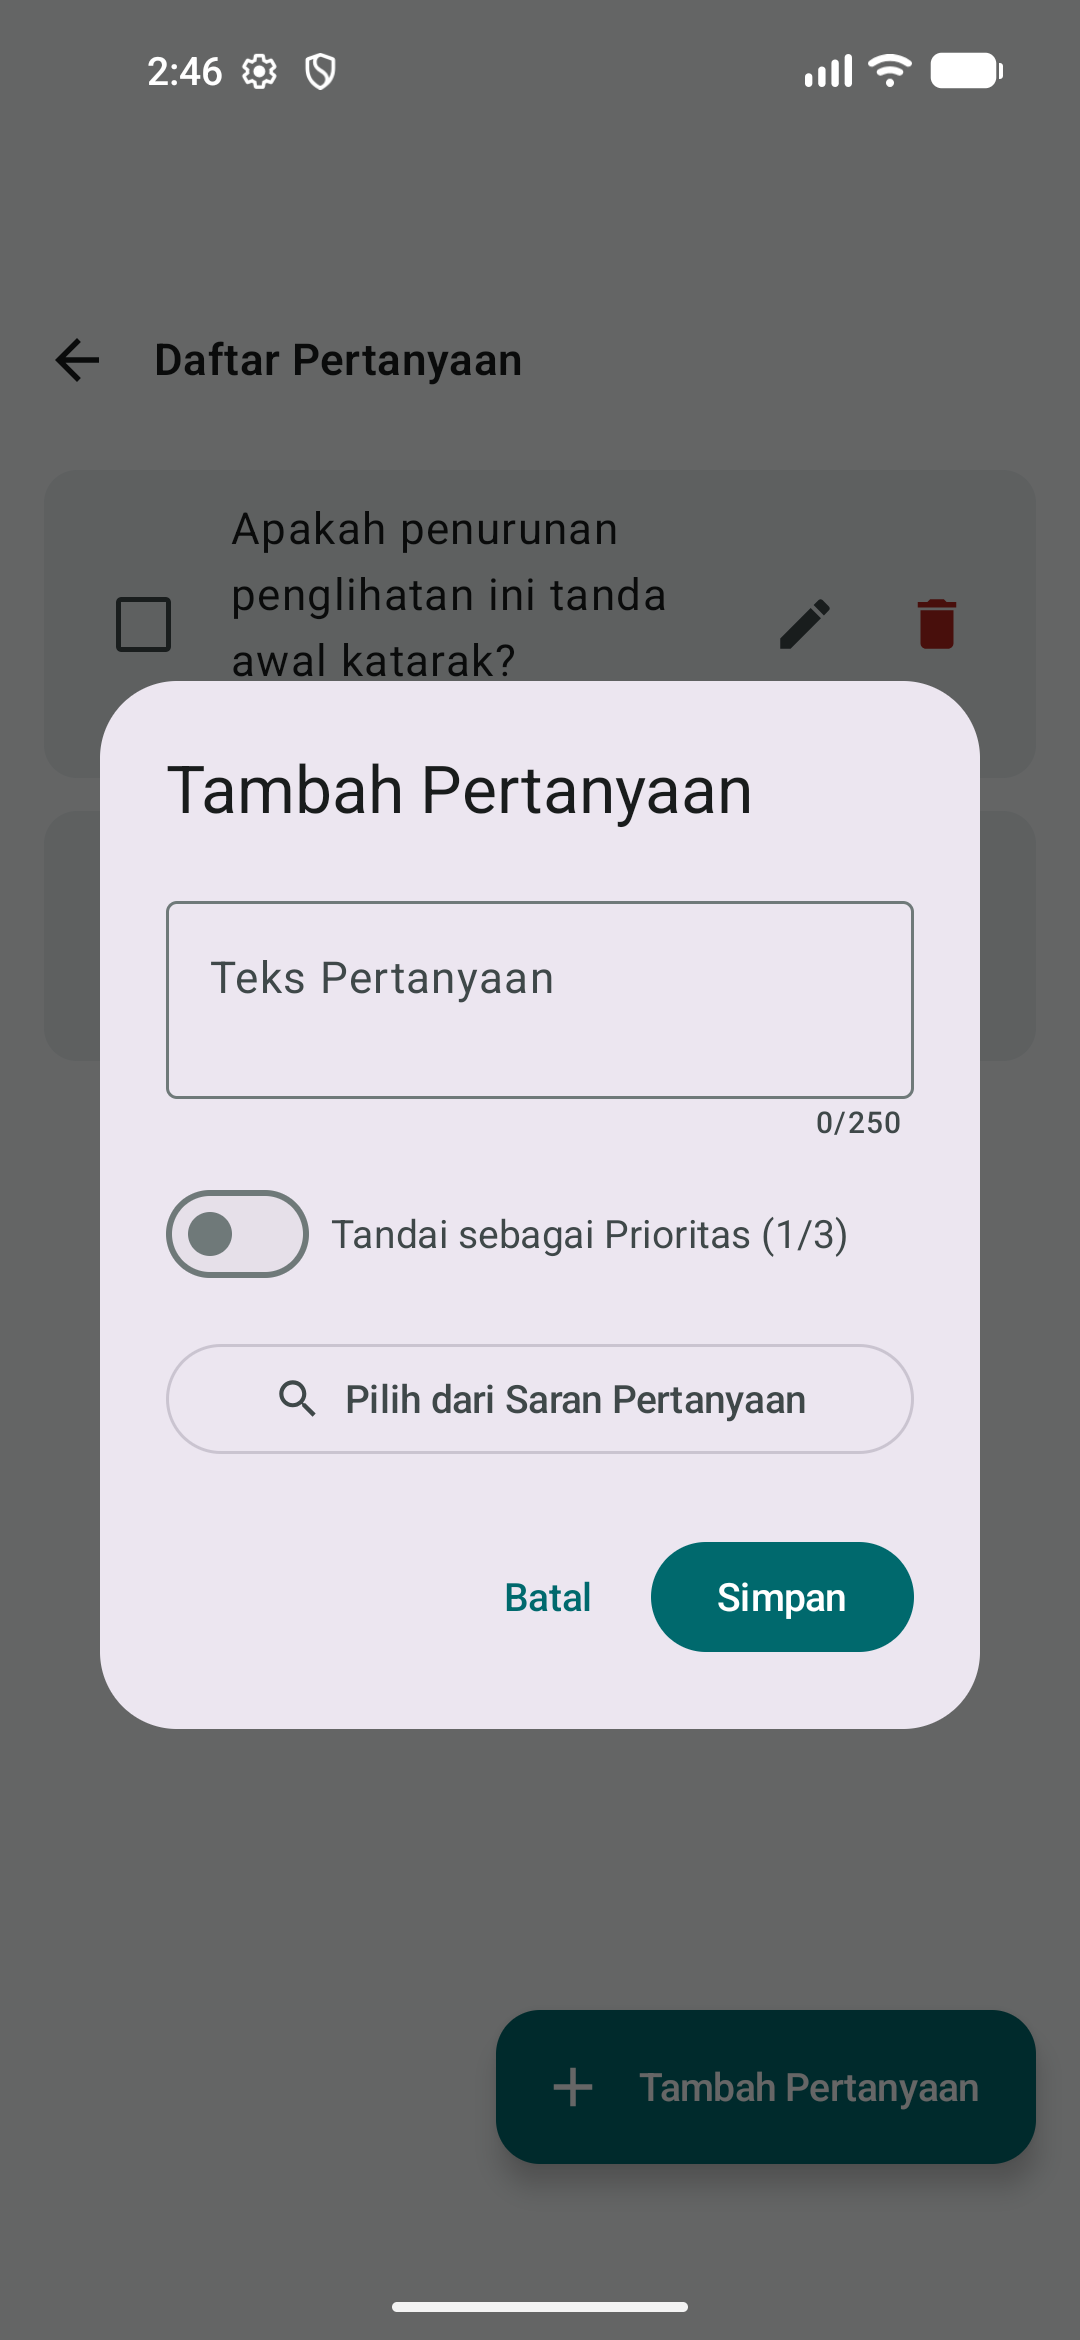 2:46
Daftar Pertanyaan
Apakah penurunan
penglihatan ini tanda
awal katarak?
Tambah Pertanyaan
Teks Pertanyaan
0/250
Tandai sebagai Prioritas (1/3)
Pilih dari Saran Pertanyaan
Batal
Simpan
Tambah Pertanyaan